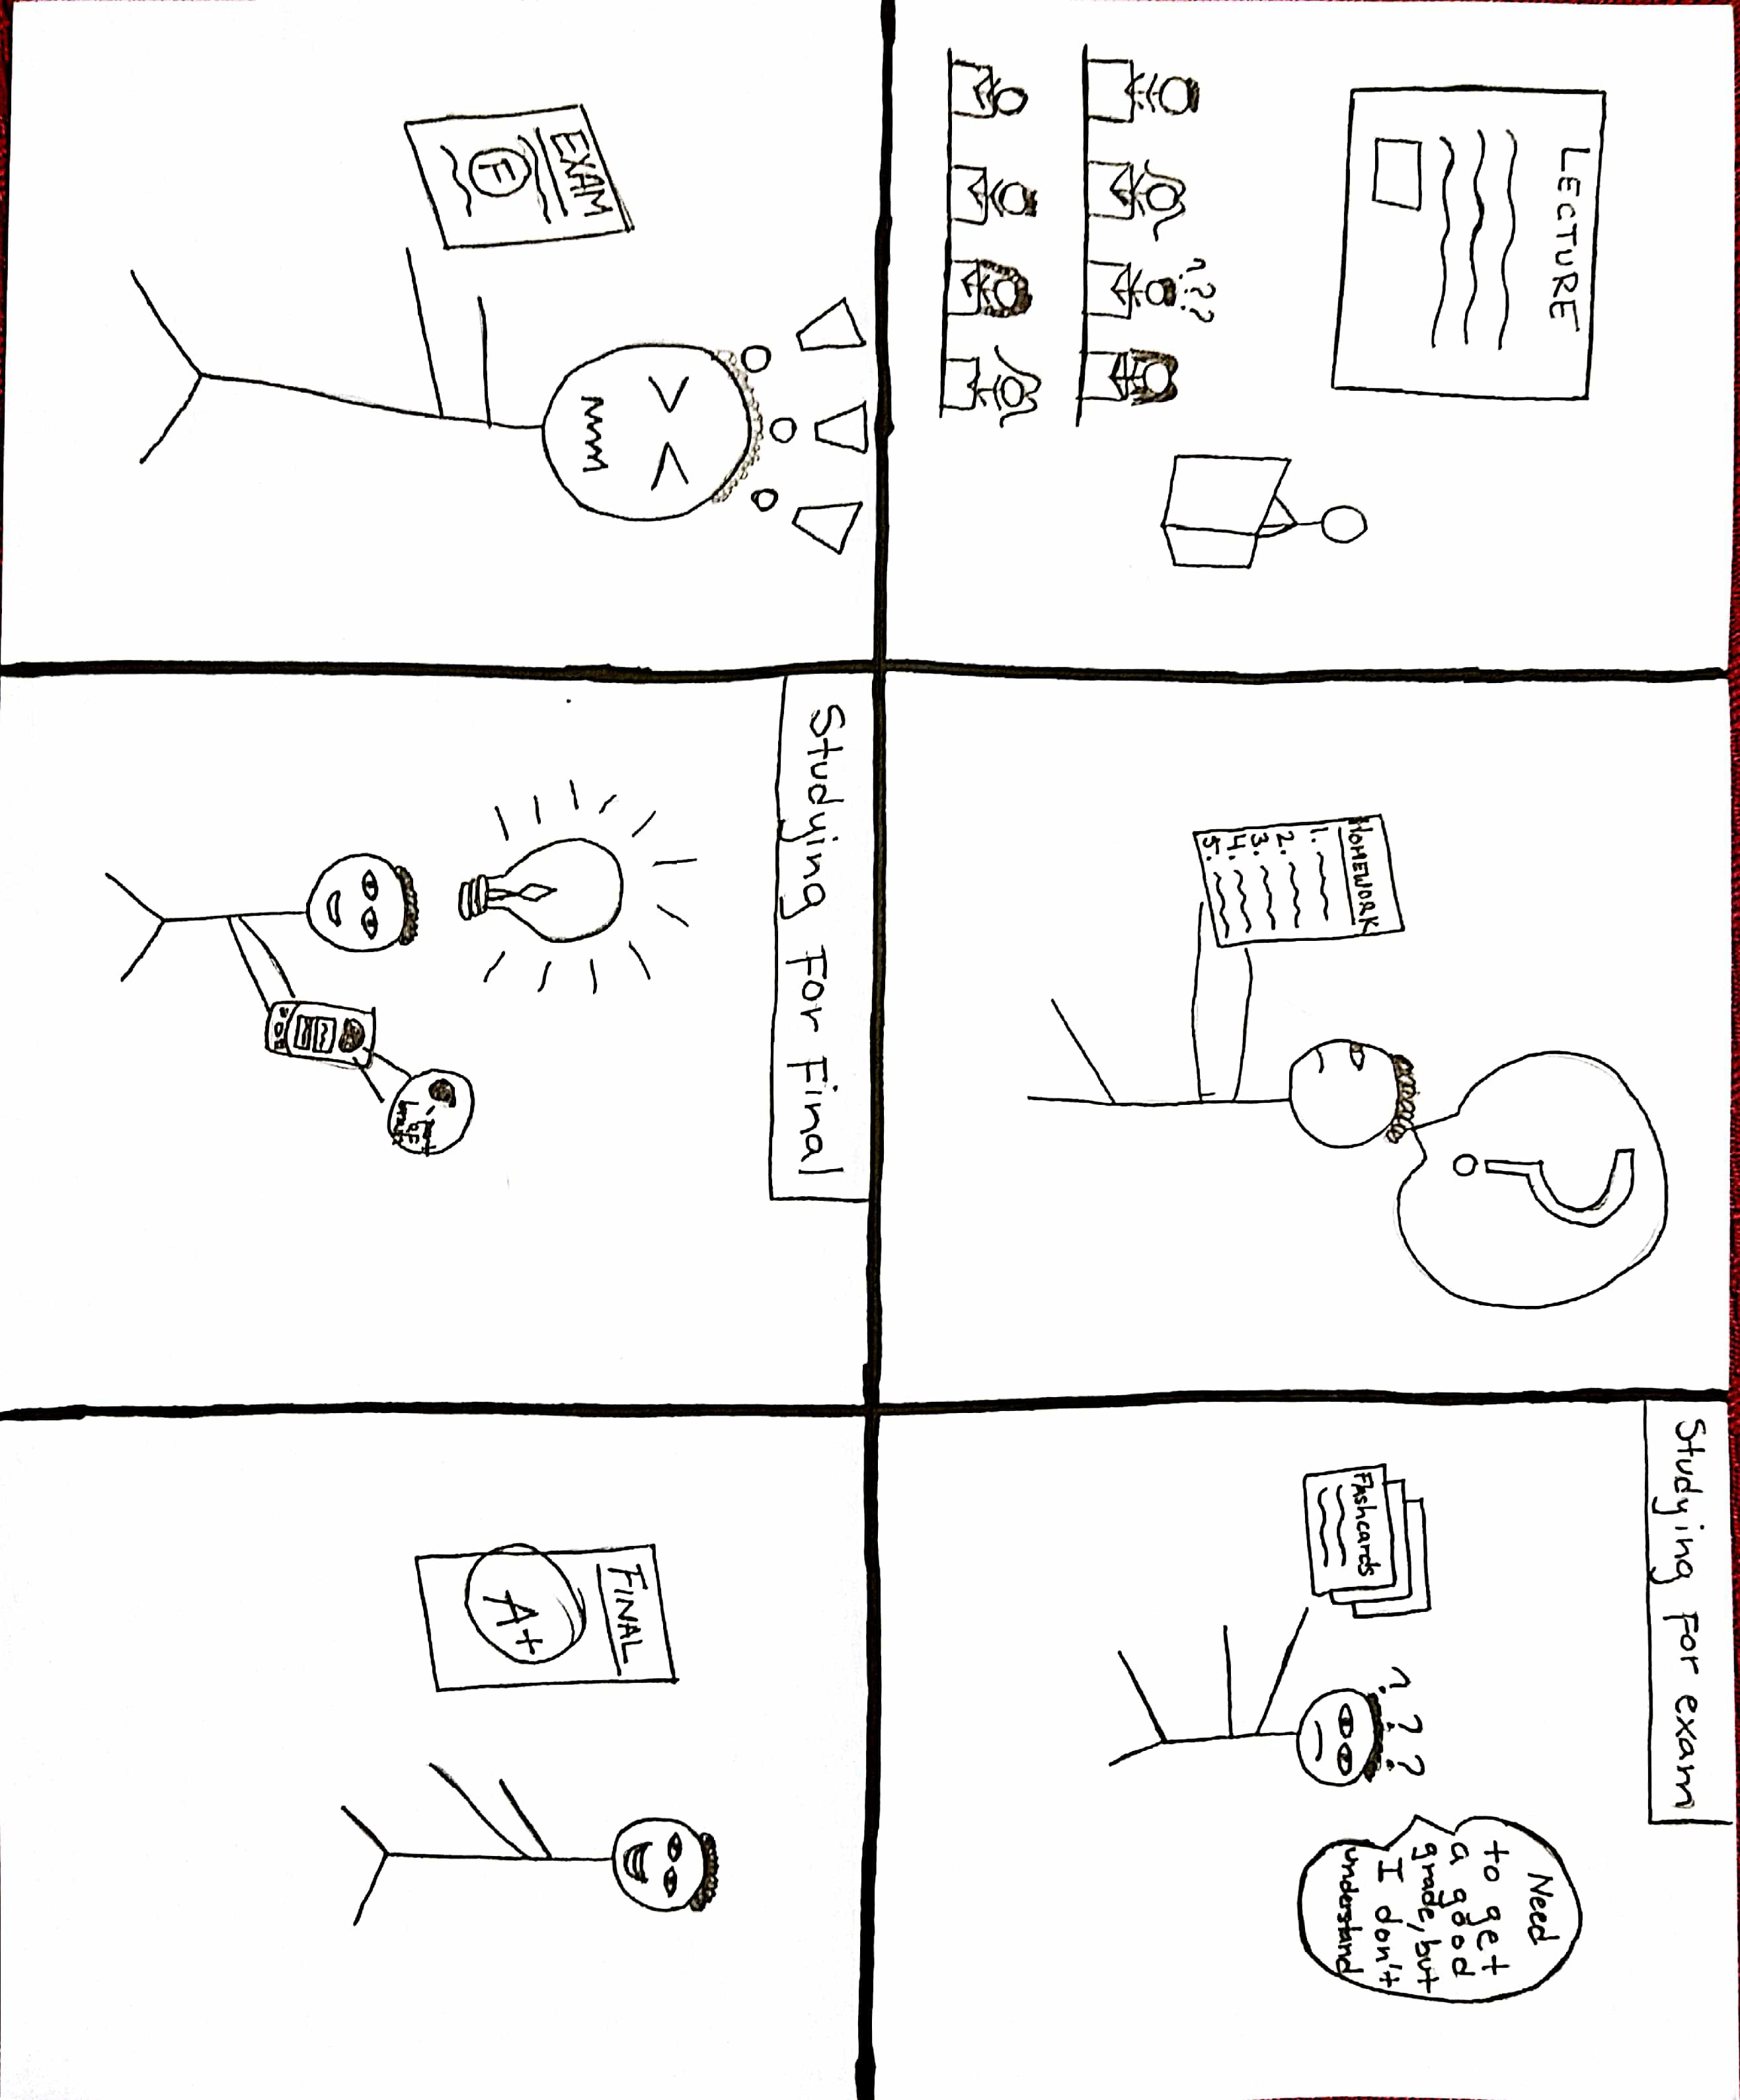 LECTURE
???
HOMEWORK
1.
2.
3.
4.
5.
?
Studying For exam
Flashcards
???
Need
to get
a good
grade, but
I don't
understand
EXAM
F
!!!
Studying For Final
FINAL
A+